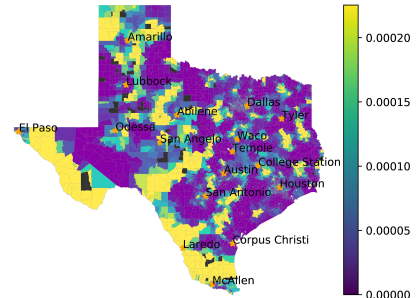 Amarillo
Lubbock
Abilene
Dallas
Tyler
El Paso
Odessa
San Angelo
Waco
Temple
College Station
Austin
Houston
San Antonio
Laredo
Corpus Christi
McAllen
0.00020
0.00015
0.00010
0.00005
0.00000